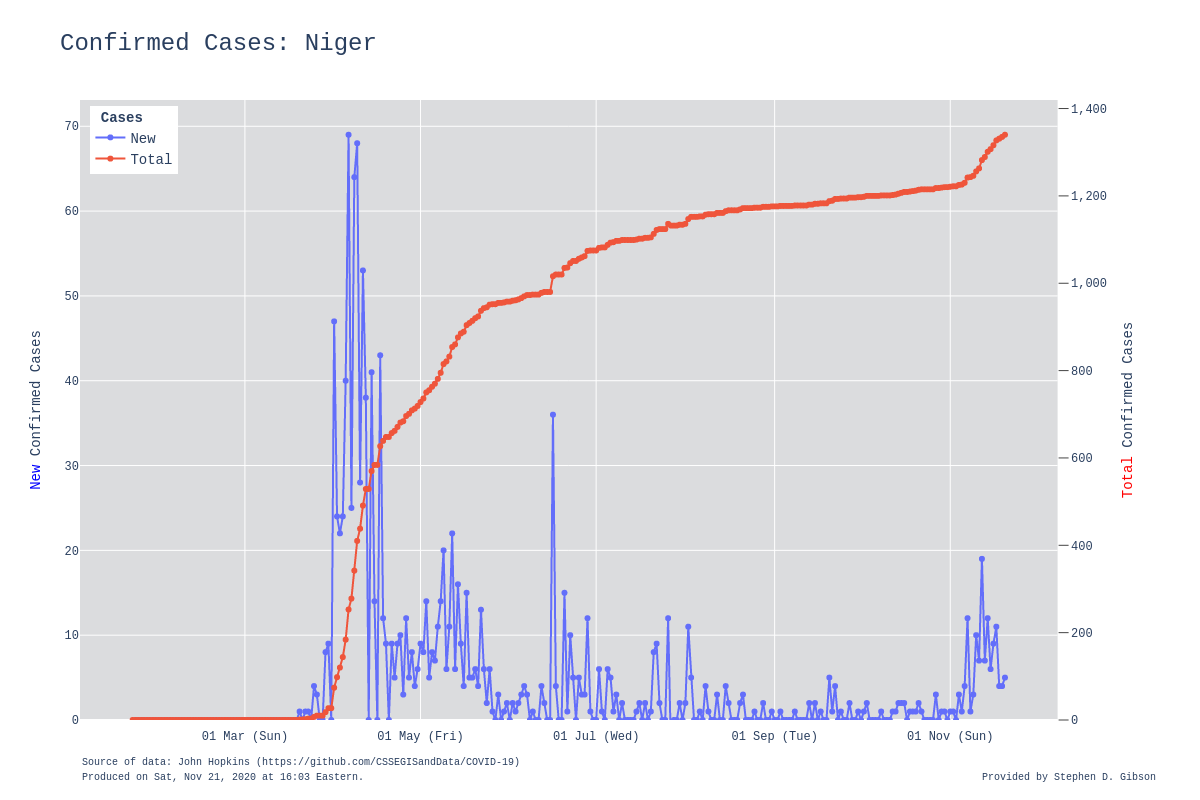 Confirmed Cases: Niger
Cases
New
Total
70
60
50
40
30
20
10
0
1,400
1,200
1,000
800
600
400
200
0
New Confirmed Cases
Total Confirmed Cases
01 Mar (Sun)
01 May (Fri)
01 Jul (Wed)
01 Sep (Tue)
01 Nov (Sun)
Source of data: John Hopkins (https://github.com/CSSEGISandData/COVID-19)
Produced on Sat, Nov 21, 2020 at 16:03 Eastern.
Provided by Stephen D. Gibson